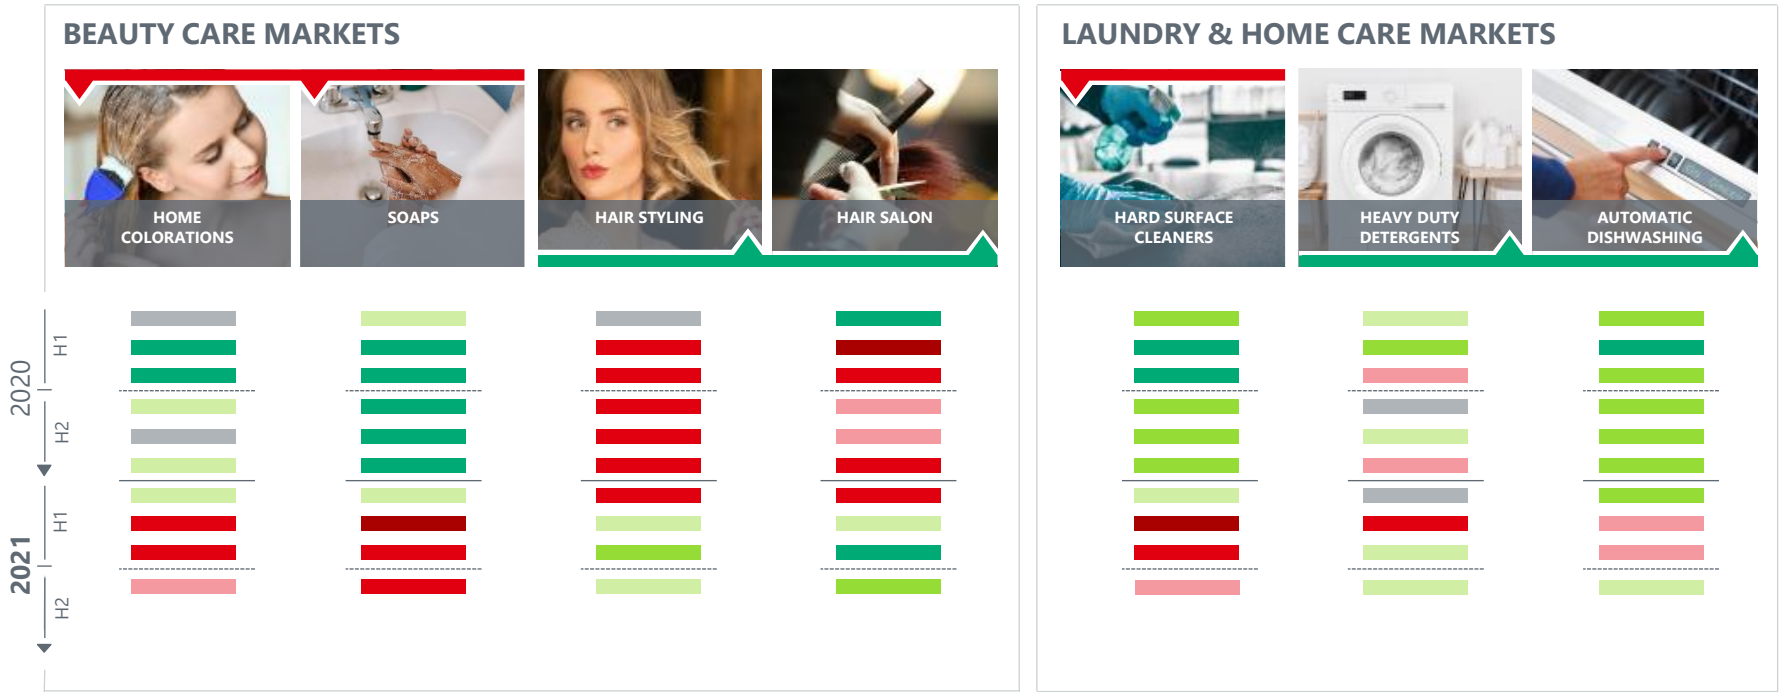 BEAUTY CARE MARKETS
HOME
COLORATIONS
SOAPS
HAIR STYLING
HAIR SALON
LAUNDRY & HOME CARE MARKETS
HARD SURFACE
CLEANERS
HEAVY DUTY
DETERGENTS
AUTOMATIC
DISHWASHING
2020
H1
H2
2021
H1
H2